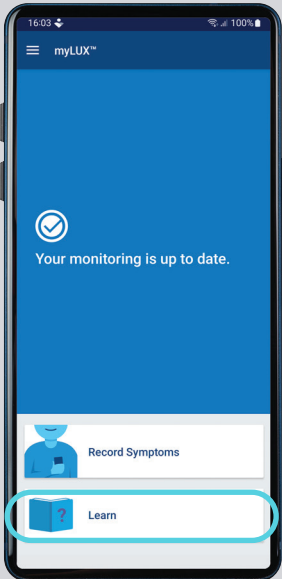 16:03
100%
myLUX™
Your monitoring is up to date.
Record Symptoms
?
Learn